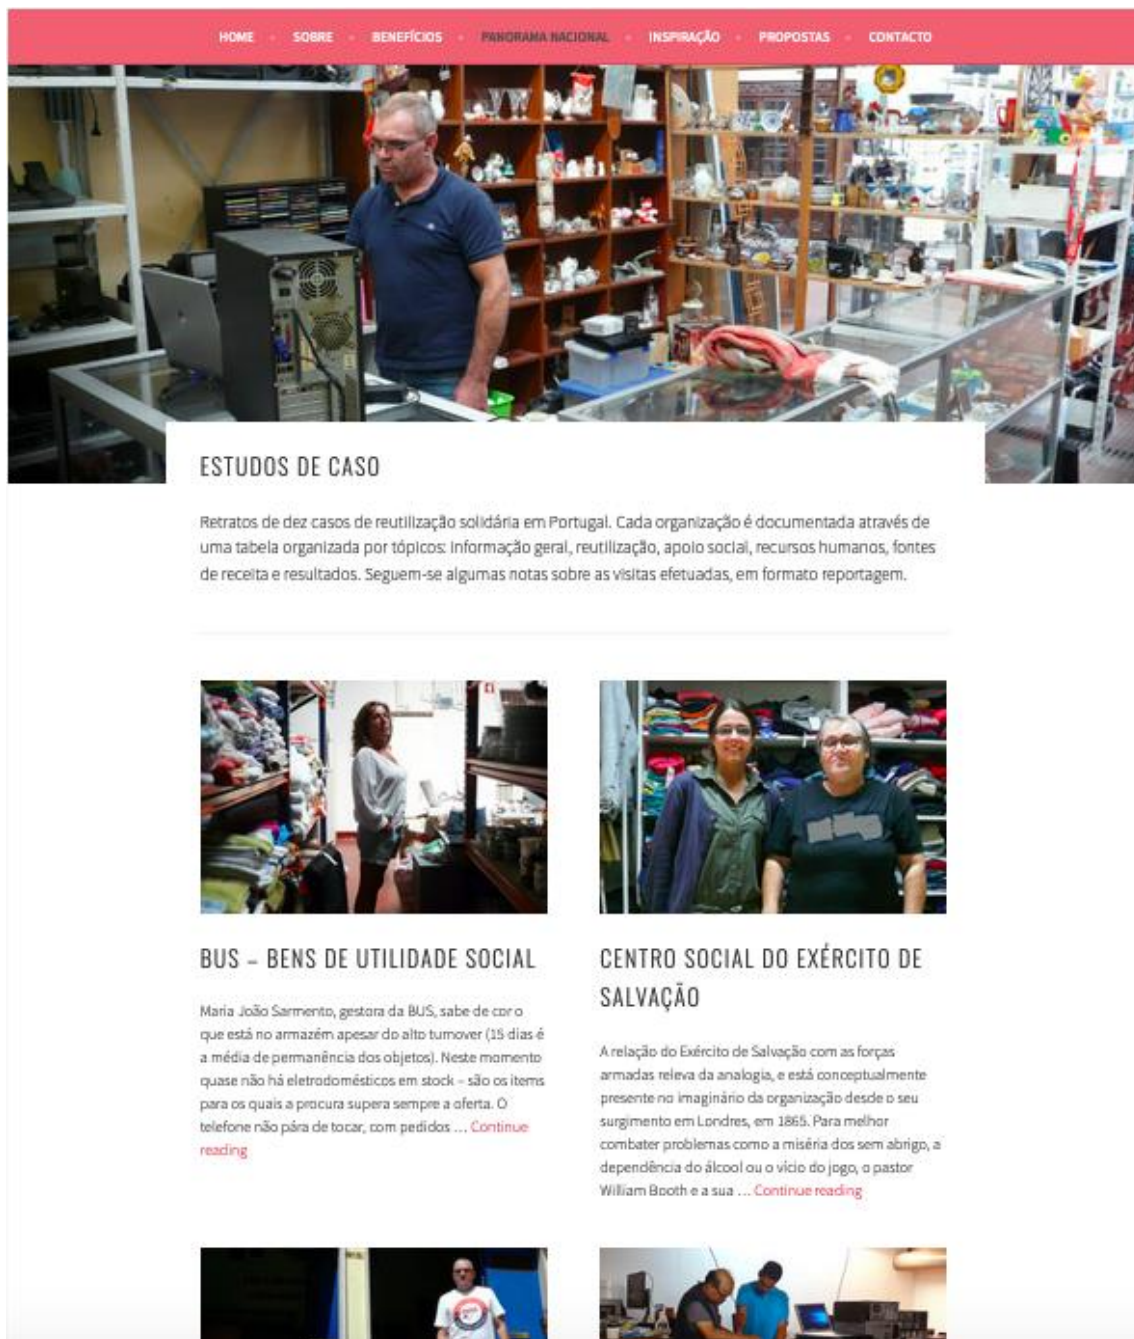 HOME SOBRE BENEFÍCIOS PANORAMA NACIONAL INSPIRAÇÃO PROPOSTAS CONTACTO
ESTUDOS DE CASO
Retratos de dez casos de reutilização solidária em Portugal. Cada organização é documentada através de
uma tabela organizada por tópicos: informação geral, reutilização, apoio social, recursos humanos, fontes
de receita e resultados. Seguem-se algumas notas sobre as visitas efetuadas, em formato reportagem.
BUS – BENS DE UTILIDADE SOCIAL
Maria João Sarmento, gestora da BUS, sabe de cor o
que está no armazém apesar do alto turnover (15 dias é
a média de permanência dos objetos). Neste momento
quase não há eletrodomésticos em stock – são os items
para os quais a procura supera sempre a oferta. O
telefone não pára de tocar, com pedidos … Continue
reading
CENTRO SOCIAL DO EXÉRCITO DE
SALVAÇÃO
A relação do Exército de Salvação com as forças
armadas releva da analogia, e está conceptualmente
presente no imaginário da organização desde o seu
surgimento em Londres, em 1865. Para melhor
combater problemas como a miséria dos sem abrigo, a
dependência do álcool ou o vício do jogo, o pastor
William Booth e a sua … Continue reading